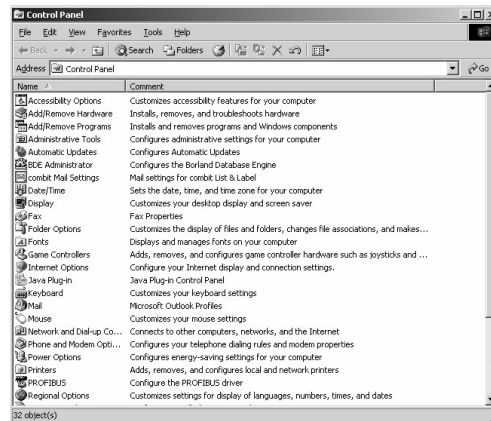 Control Panel
File Edit View Favorites Tools Help
Back Search Folders
Address Control Panel Go
Name Comment
Accessibility Options Customizes accessibility features for your computer
Add/Remove Hardware Installs, removes, and troubleshoots hardware
Add/Remove Programs Installs and removes programs and Windows components
Administrative Tools Configures administrative settings for your computer
Automatic Updates Configures Automatic Updates
BDE Administrator Configures the Borland Database Engine
combit Mail Settings Mail settings for combit List & Label
Date/Time Sets the date, time, and time zone for your computer
Display Customizes your desktop display and screen saver
Fax Fax Properties
Folder Options Customizes the display of files and folders, changes file associations, and makes...
Fonts Displays and manages fonts on your computer
Game Controllers Adds, removes, and configures game controller hardware such as joysticks and ...
Internet Options Configure your Internet display and connection settings.
Java Plug-in Java Plug-in Control Panel
Keyboard Customizes your keyboard settings
Mail Microsoft Outlook Profiles
Mouse Customizes your mouse settings
Network and Dial-up Co... Connects to other computers, networks, and the Internet
Phone and Modem Opti... Configures your telephone dialing rules and modem properties
Power Options Configures energy-saving settings for your computer
Printers Adds, removes, and configures local and network printers
PROFIBUS Configure the PROFIBUS driver
Regional Options Customizes settings for display of languages, numbers, times, and dates
32 object(s)